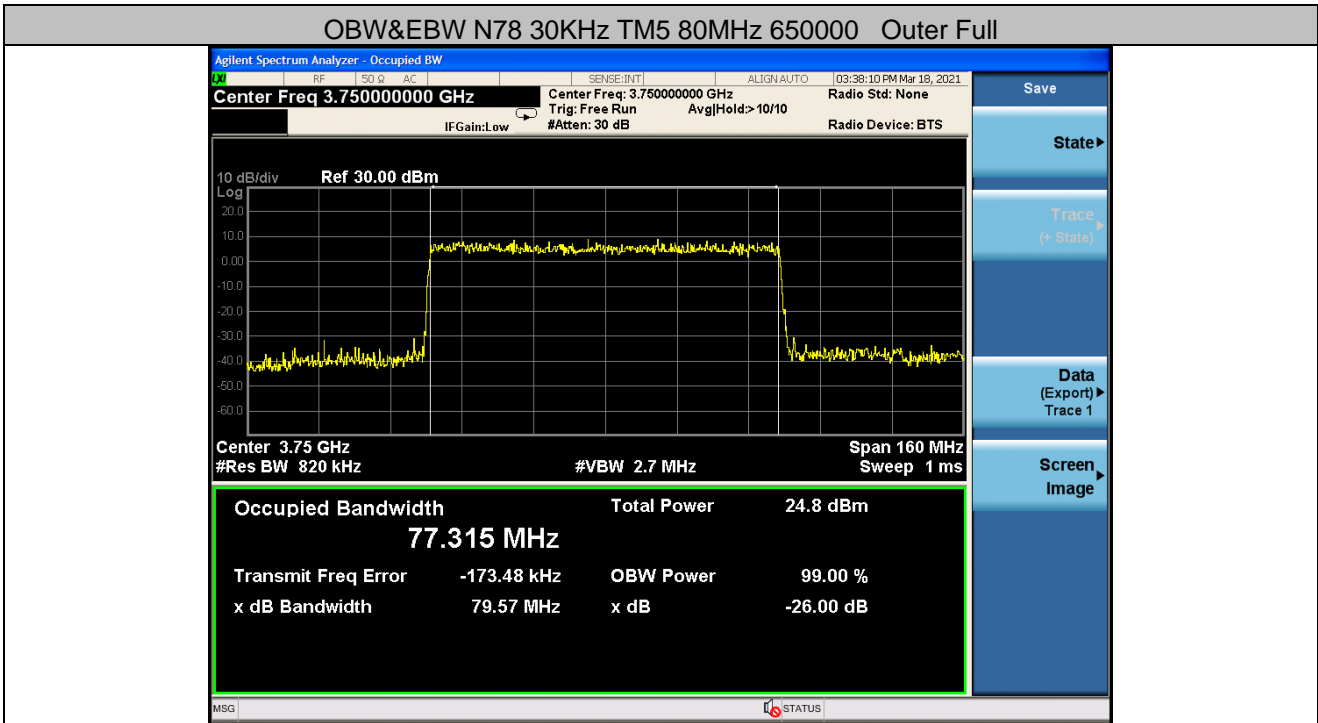 OBW&EBW N78 30KHz TM5 80MHz 650000 Outer Full
Agilent Spectrum Analyzer - Occupied BW
LXI RF 50 Ω AC SENSE:INT ALIGN AUTO 03:38:10 PM Mar 18, 2021
Center Freq 3.750000000 GHz
Center Freq: 3.750000000 GHz
Radio Std: None
Trig: Free Run Avg|Hold:>10/10
IFGain:Low
#Atten: 30 dB
Radio Device: BTS
10 dB/div Ref 30.00 dBm
Log
20.0
10.0
0.00
-10.0
-20.0
-30.0
-40.0
-50.0
-60.0
Center 3.75 GHz Span 160 MHz
#Res BW 820 kHz #VBW 2.7 MHz Sweep 1 ms
Occupied Bandwidth Total Power 24.8 dBm
77.315 MHz
Transmit Freq Error -173.48 kHz OBW Power 99.00 %
x dB Bandwidth 79.57 MHz x dB -26.00 dB
MSG STATUS
Save
State
Trace
(+ State)
Data
(Export)
Trace 1
Screen
Image